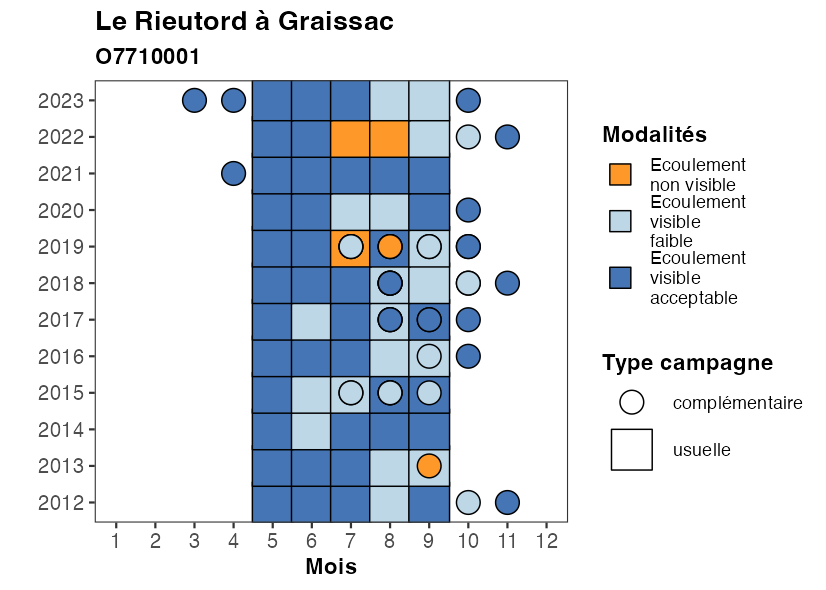 Le Rieutord à Graissac
O7710001
2023
2022
2021
2020
2019
2018
2017
2016
2015
2014
2013
2012
1 2 3 4 5 6 7 8 9 10 11 12
Mois
Modalités
Ecoulement
non visible
Ecoulement
visible
faible
Ecoulement
visible
acceptable
Type campagne
complémentaire
usuelle